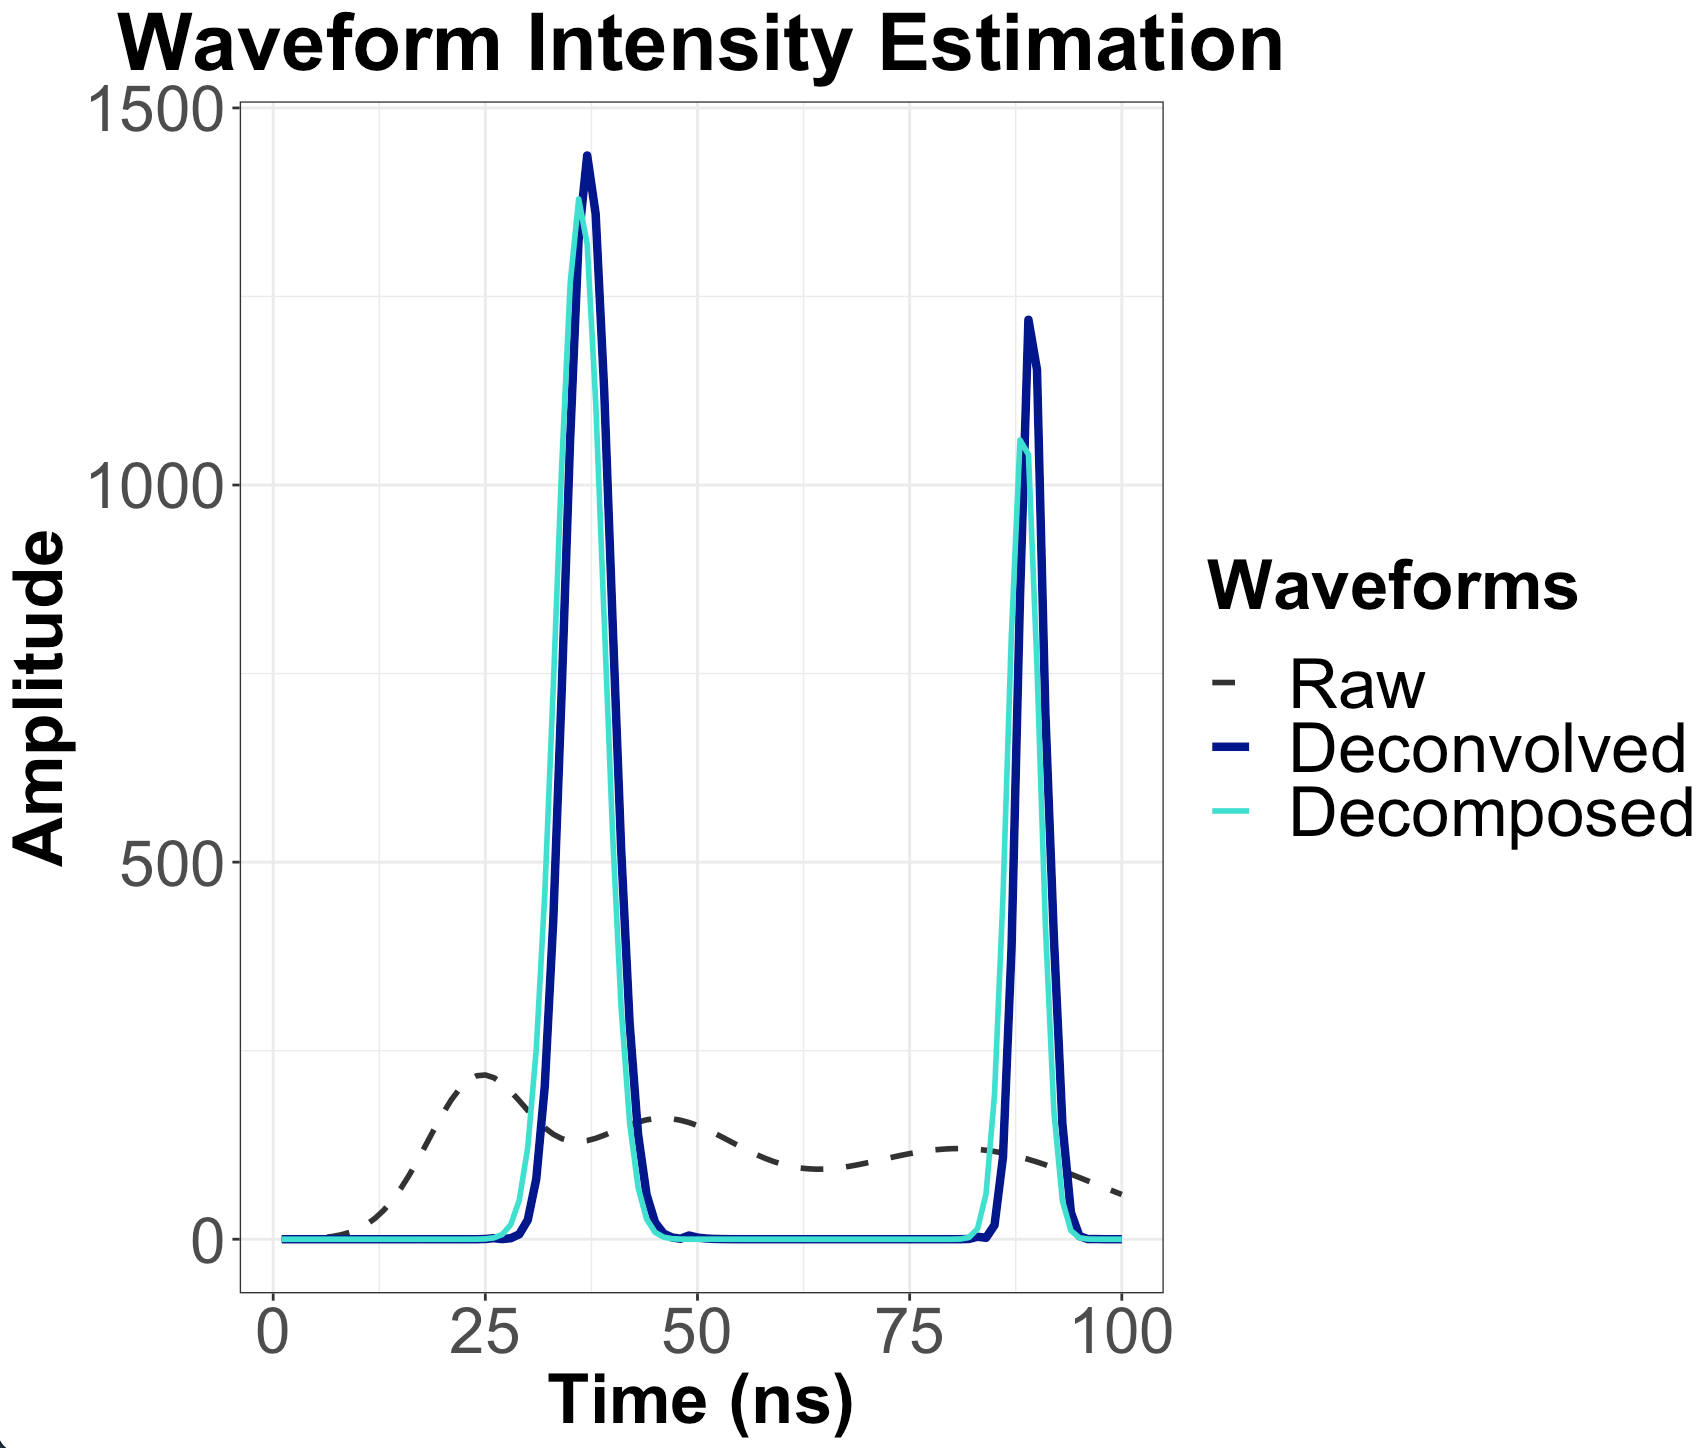 Waveform Intensity Estimation
1500
1000
500
0
Amplitude
0 25 50 75 100
Time (ns)
Waveforms
Raw
Deconvolved
Decomposed